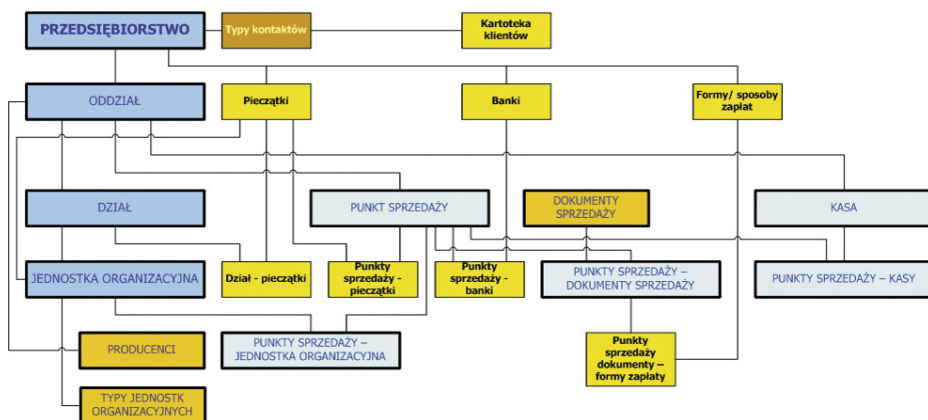 PRZEDSIĘBIORSTWO
Typy kontaktów
Kartoteka
klientów
ODDZIAŁ
Pieczątki
Banki
Formy/ sposoby
zapłat
DZIAŁ
PUNKT SPRZEDAŻY
DOKUMENTY
SPRZEDAŻY
KASA
JEDNOSTKA ORGANIZACYJNA
Dział - pieczątki
Punkty
sprzedaży -
pieczątki
Punkty
sprzedaży -
banki
PUNKTY SPRZEDAŻY –
DOKUMENTY SPRZEDAŻY
PUNKTY SPRZEDAŻY – KASY
PRODUCENCI
PUNKTY SPRZEDAŻY –
JEDNOSTKA ORGANIZACYJNA
Punkty
sprzedaży
dokumenty –
formy zapłaty
TYPY JEDNOSTK
ORGANIZACYJNYCH